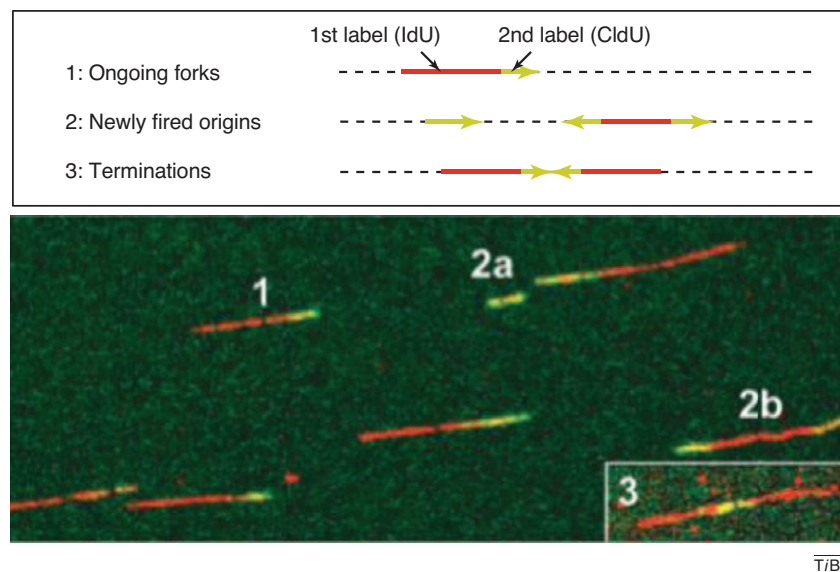 1st label (IdU) 2nd label (CldU)
1: Ongoing forks
2: Newly fired origins
3: Terminations
2a
1
2b
3
TiB